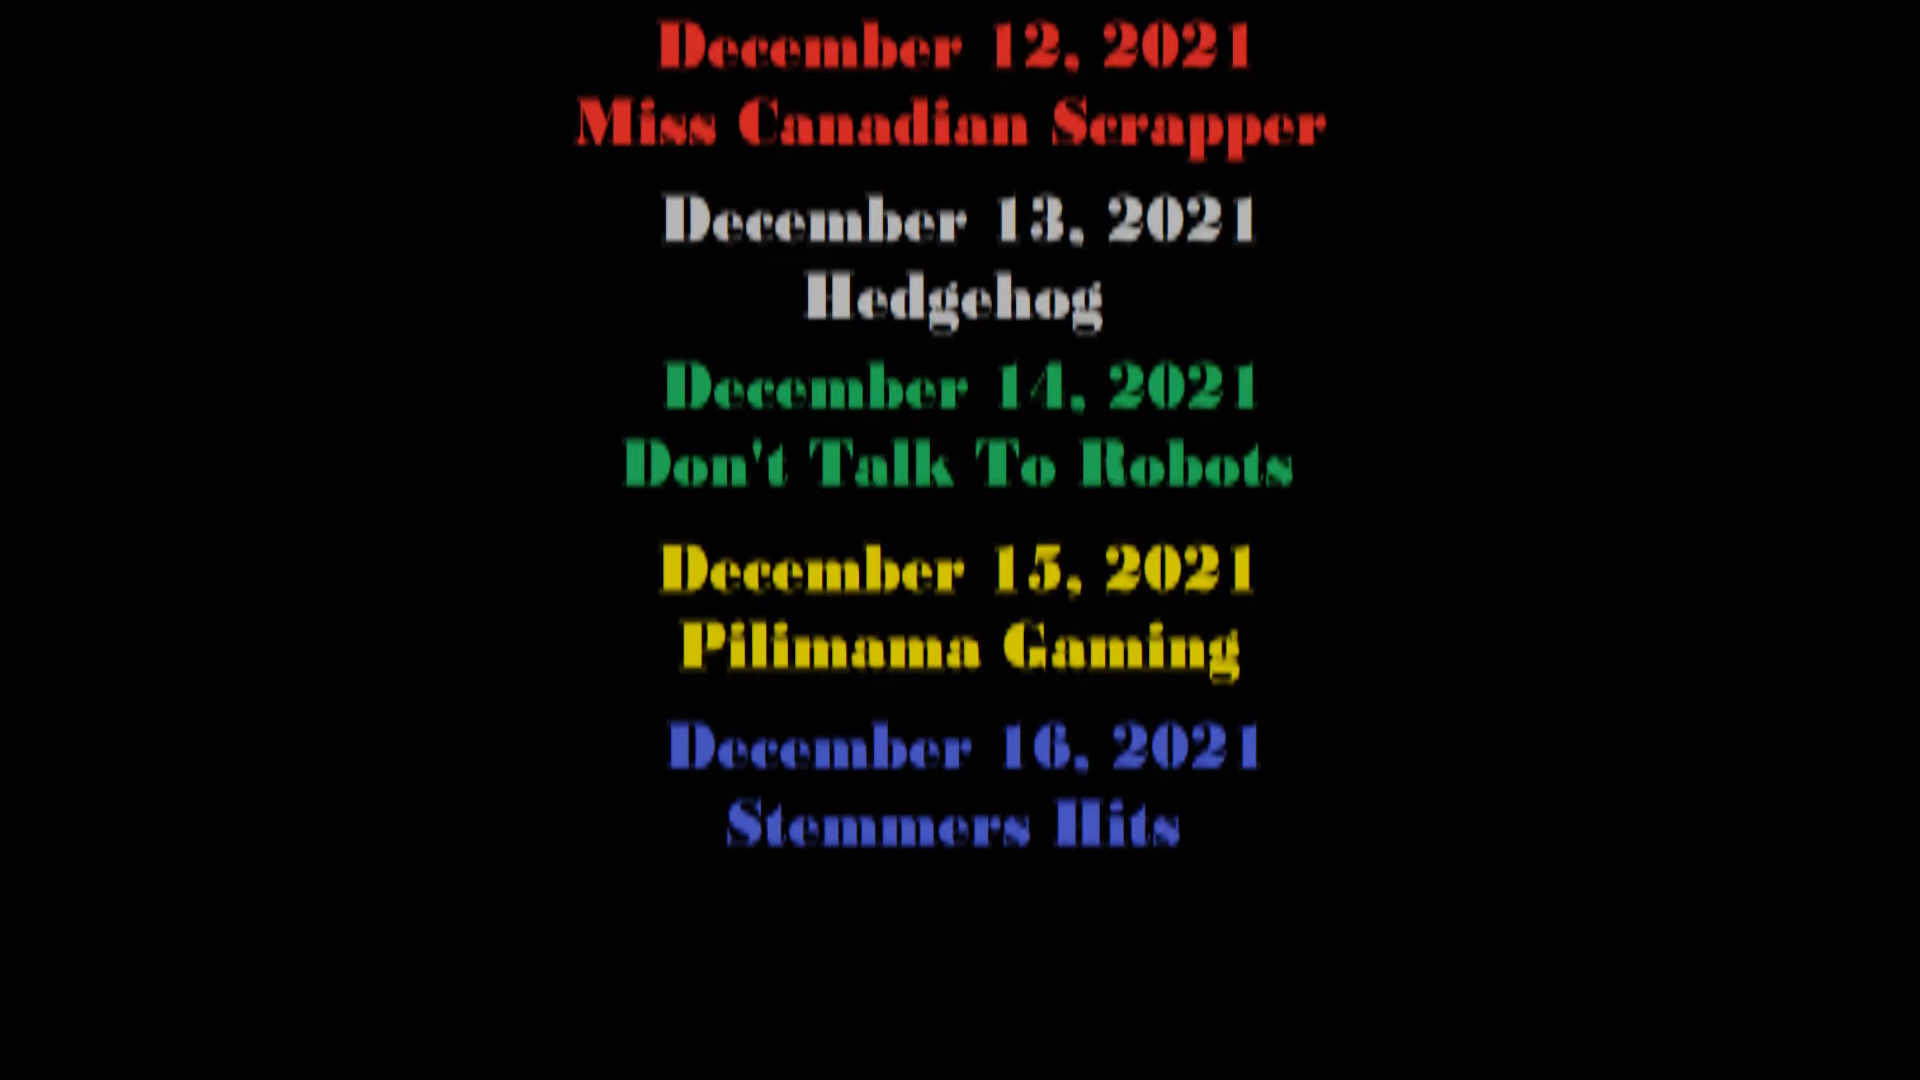 December 12, 2021
Miss Canadian Scrapper
December 13, 2021
Hedgehog
December 14, 2021
Don't Talk To Robots
December 15, 2021
Pilimama Gaming
December 16, 2021
Stemmers Hits